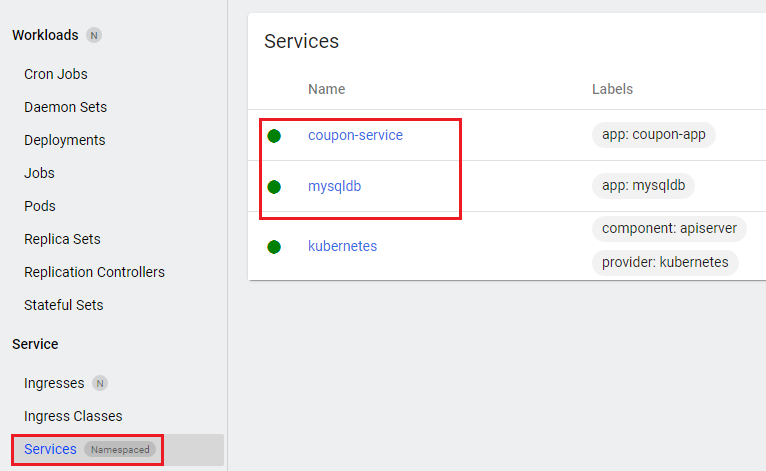 Workloads N
Cron Jobs
Daemon Sets
Deployments
Jobs
Pods
Replica Sets
Replication Controllers
Stateful Sets
Service
Ingresses N
Ingress Classes
Services Namespaced
Services
Name Labels
coupon-service app: coupon-app
mysqldb app: mysqldb
kubernetes component: apiserver
provider: kubernetes